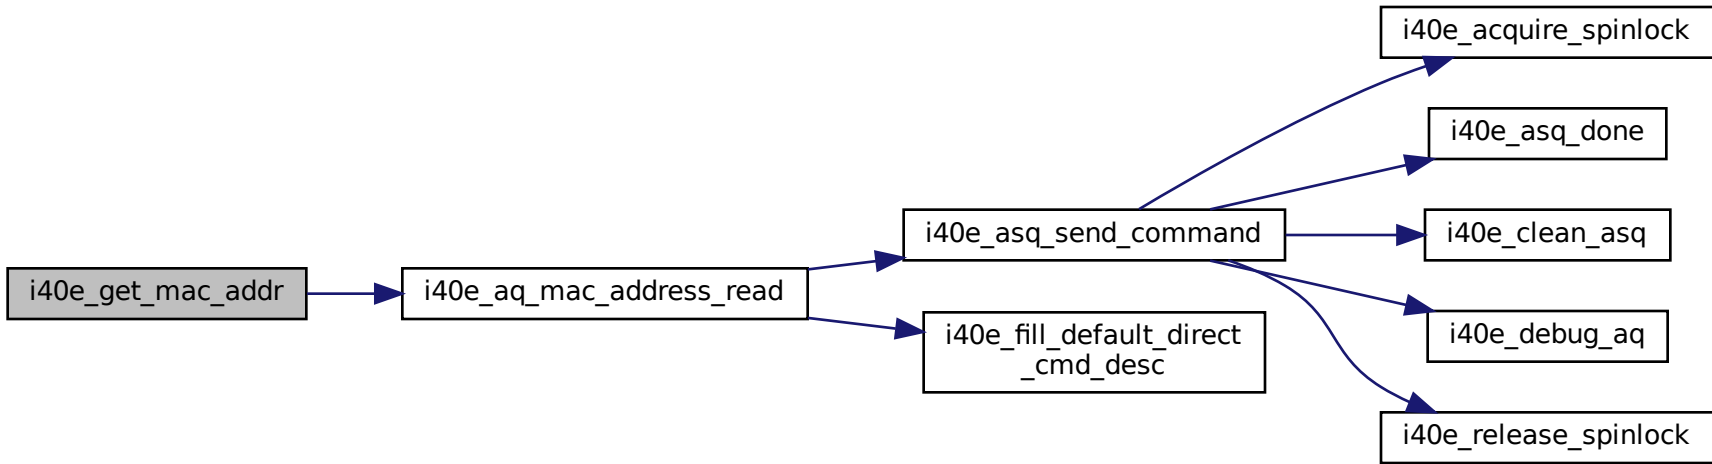 i40e_get_mac_addr
i40e_aq_mac_address_read
i40e_asq_send_command
i40e_fill_default_direct
_cmd_desc
i40e_acquire_spinlock
i40e_asq_done
i40e_clean_asq
i40e_debug_aq
i40e_release_spinlock